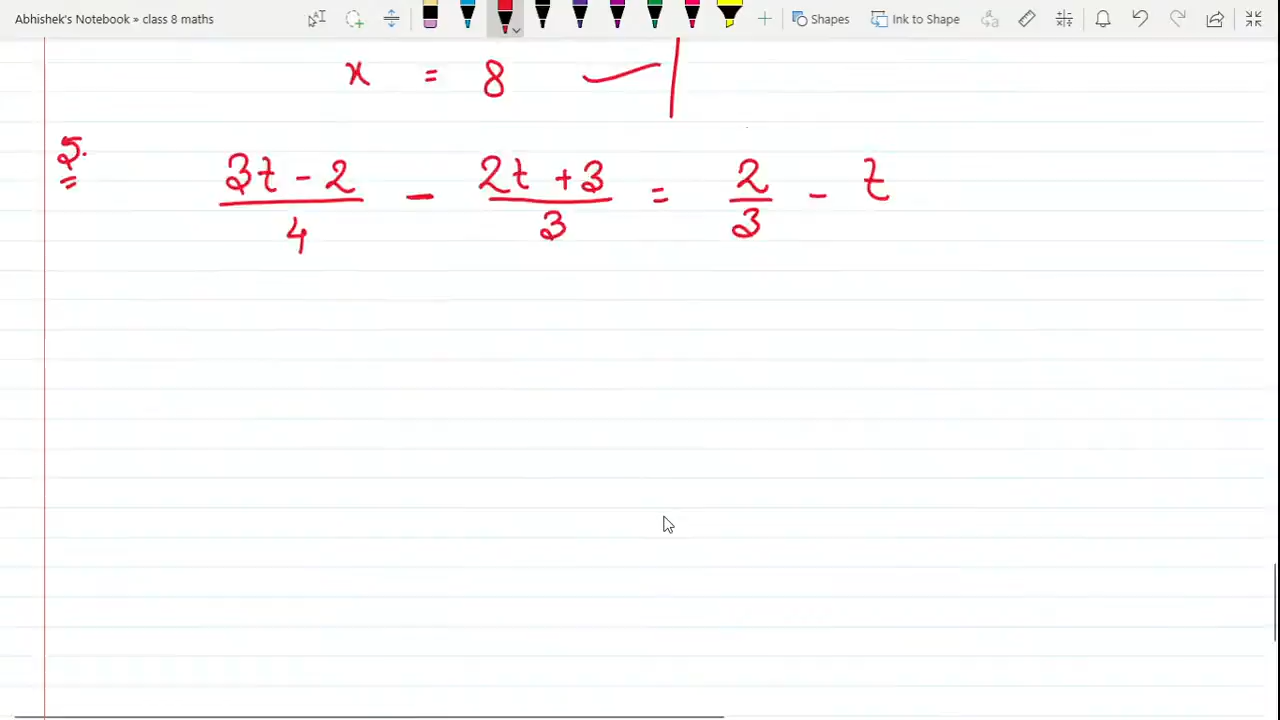 Abhishek's Notebook » class 8 maths
Shapes
Ink to Shape
x = 8
5.
(3t - 2)/4 - (2t + 3)/3 = 2/3 - t